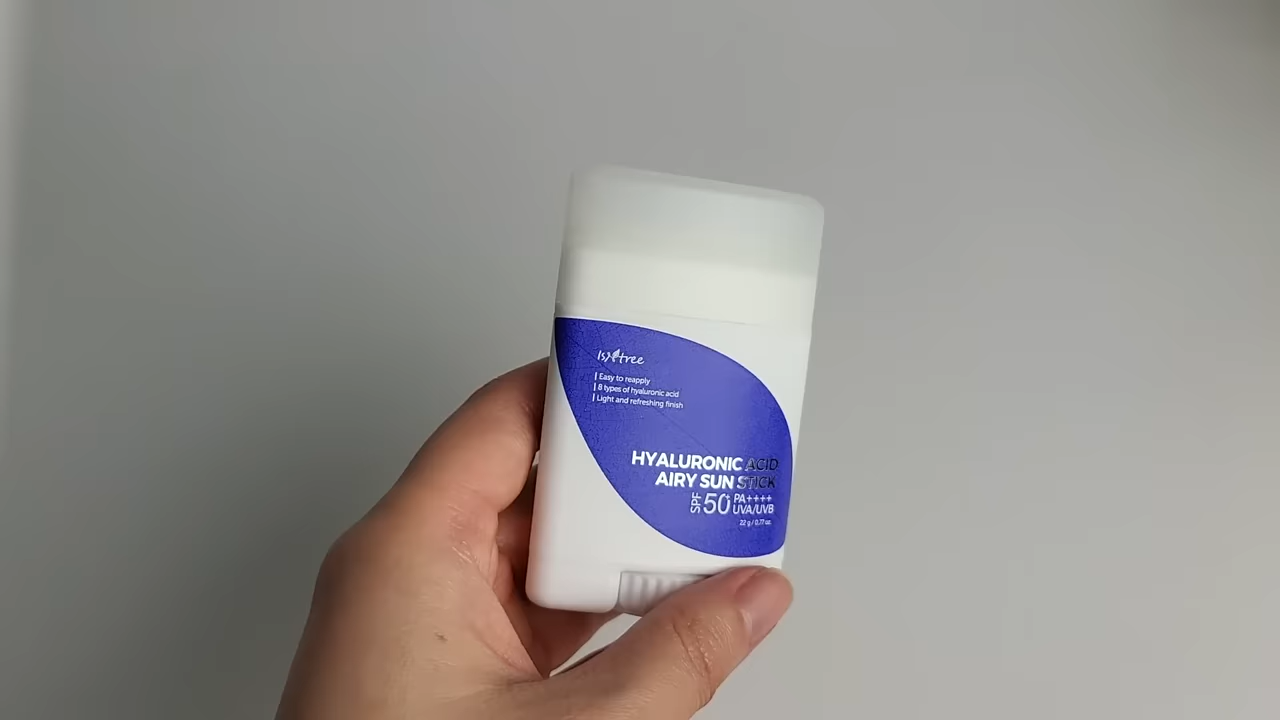 Isntree
Easy to reapply
8 types of hyaluronic acid
Light and refreshing finish
HYALURONIC ACID
AIRY SUN STICK
SPF 50+ PA++++
UVA/UVB
22 g / 0.77 oz.